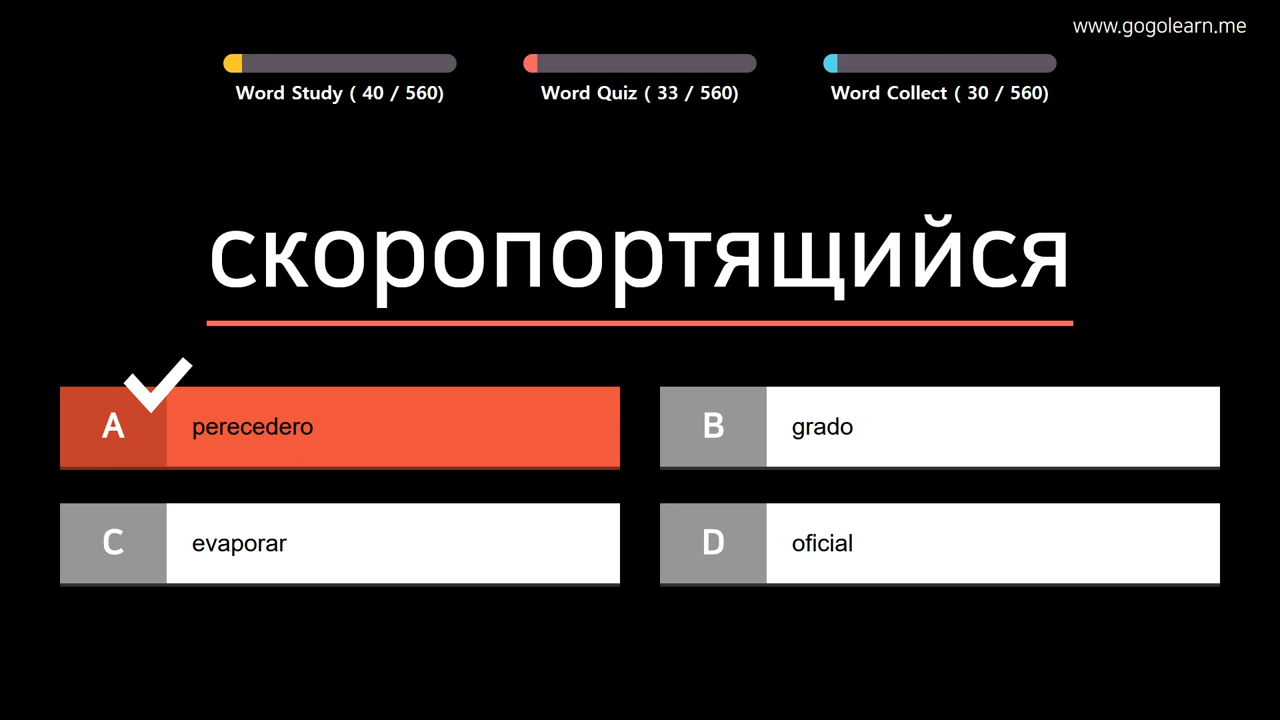 www.gogolearn.me
Word Study ( 40 / 560)
Word Quiz ( 33 / 560)
Word Collect ( 30 / 560)
скоропортящийся
A perecedero
B grado
C evaporar
D oficial